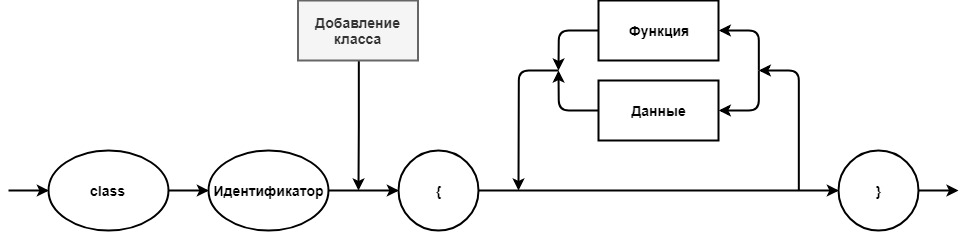 Добавление
класса
Функция
Данные
class
Идентификатор
{
}